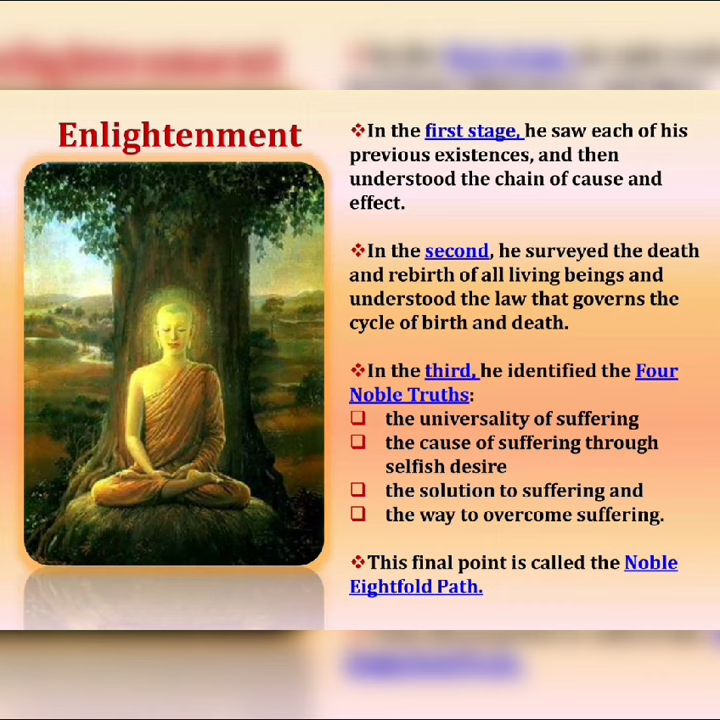 Enlightenment
❖In the first stage, he saw each of his
previous existences, and then
understood the chain of cause and
effect.
❖In the second, he surveyed the death
and rebirth of all living beings and
understood the law that governs the
cycle of birth and death.
❖In the third, he identified the Four
Noble Truths:
❑ the universality of suffering
❑ the cause of suffering through
selfish desire
❑ the solution to suffering and
❑ the way to overcome suffering.
❖This final point is called the Noble
Eightfold Path.